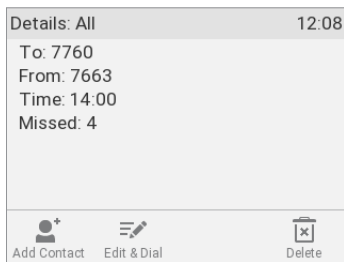 Details: All 12:08
To: 7760
From: 7663
Time: 14:00
Missed: 4
Add Contact Edit & Dial Delete